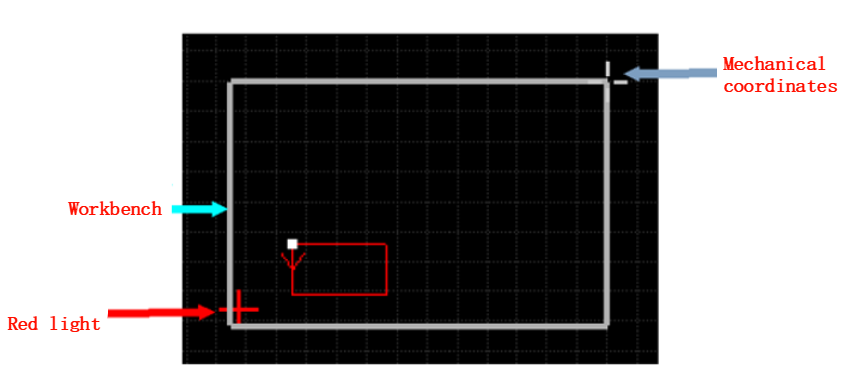 Mechanical
coordinates
Workbench
Red light